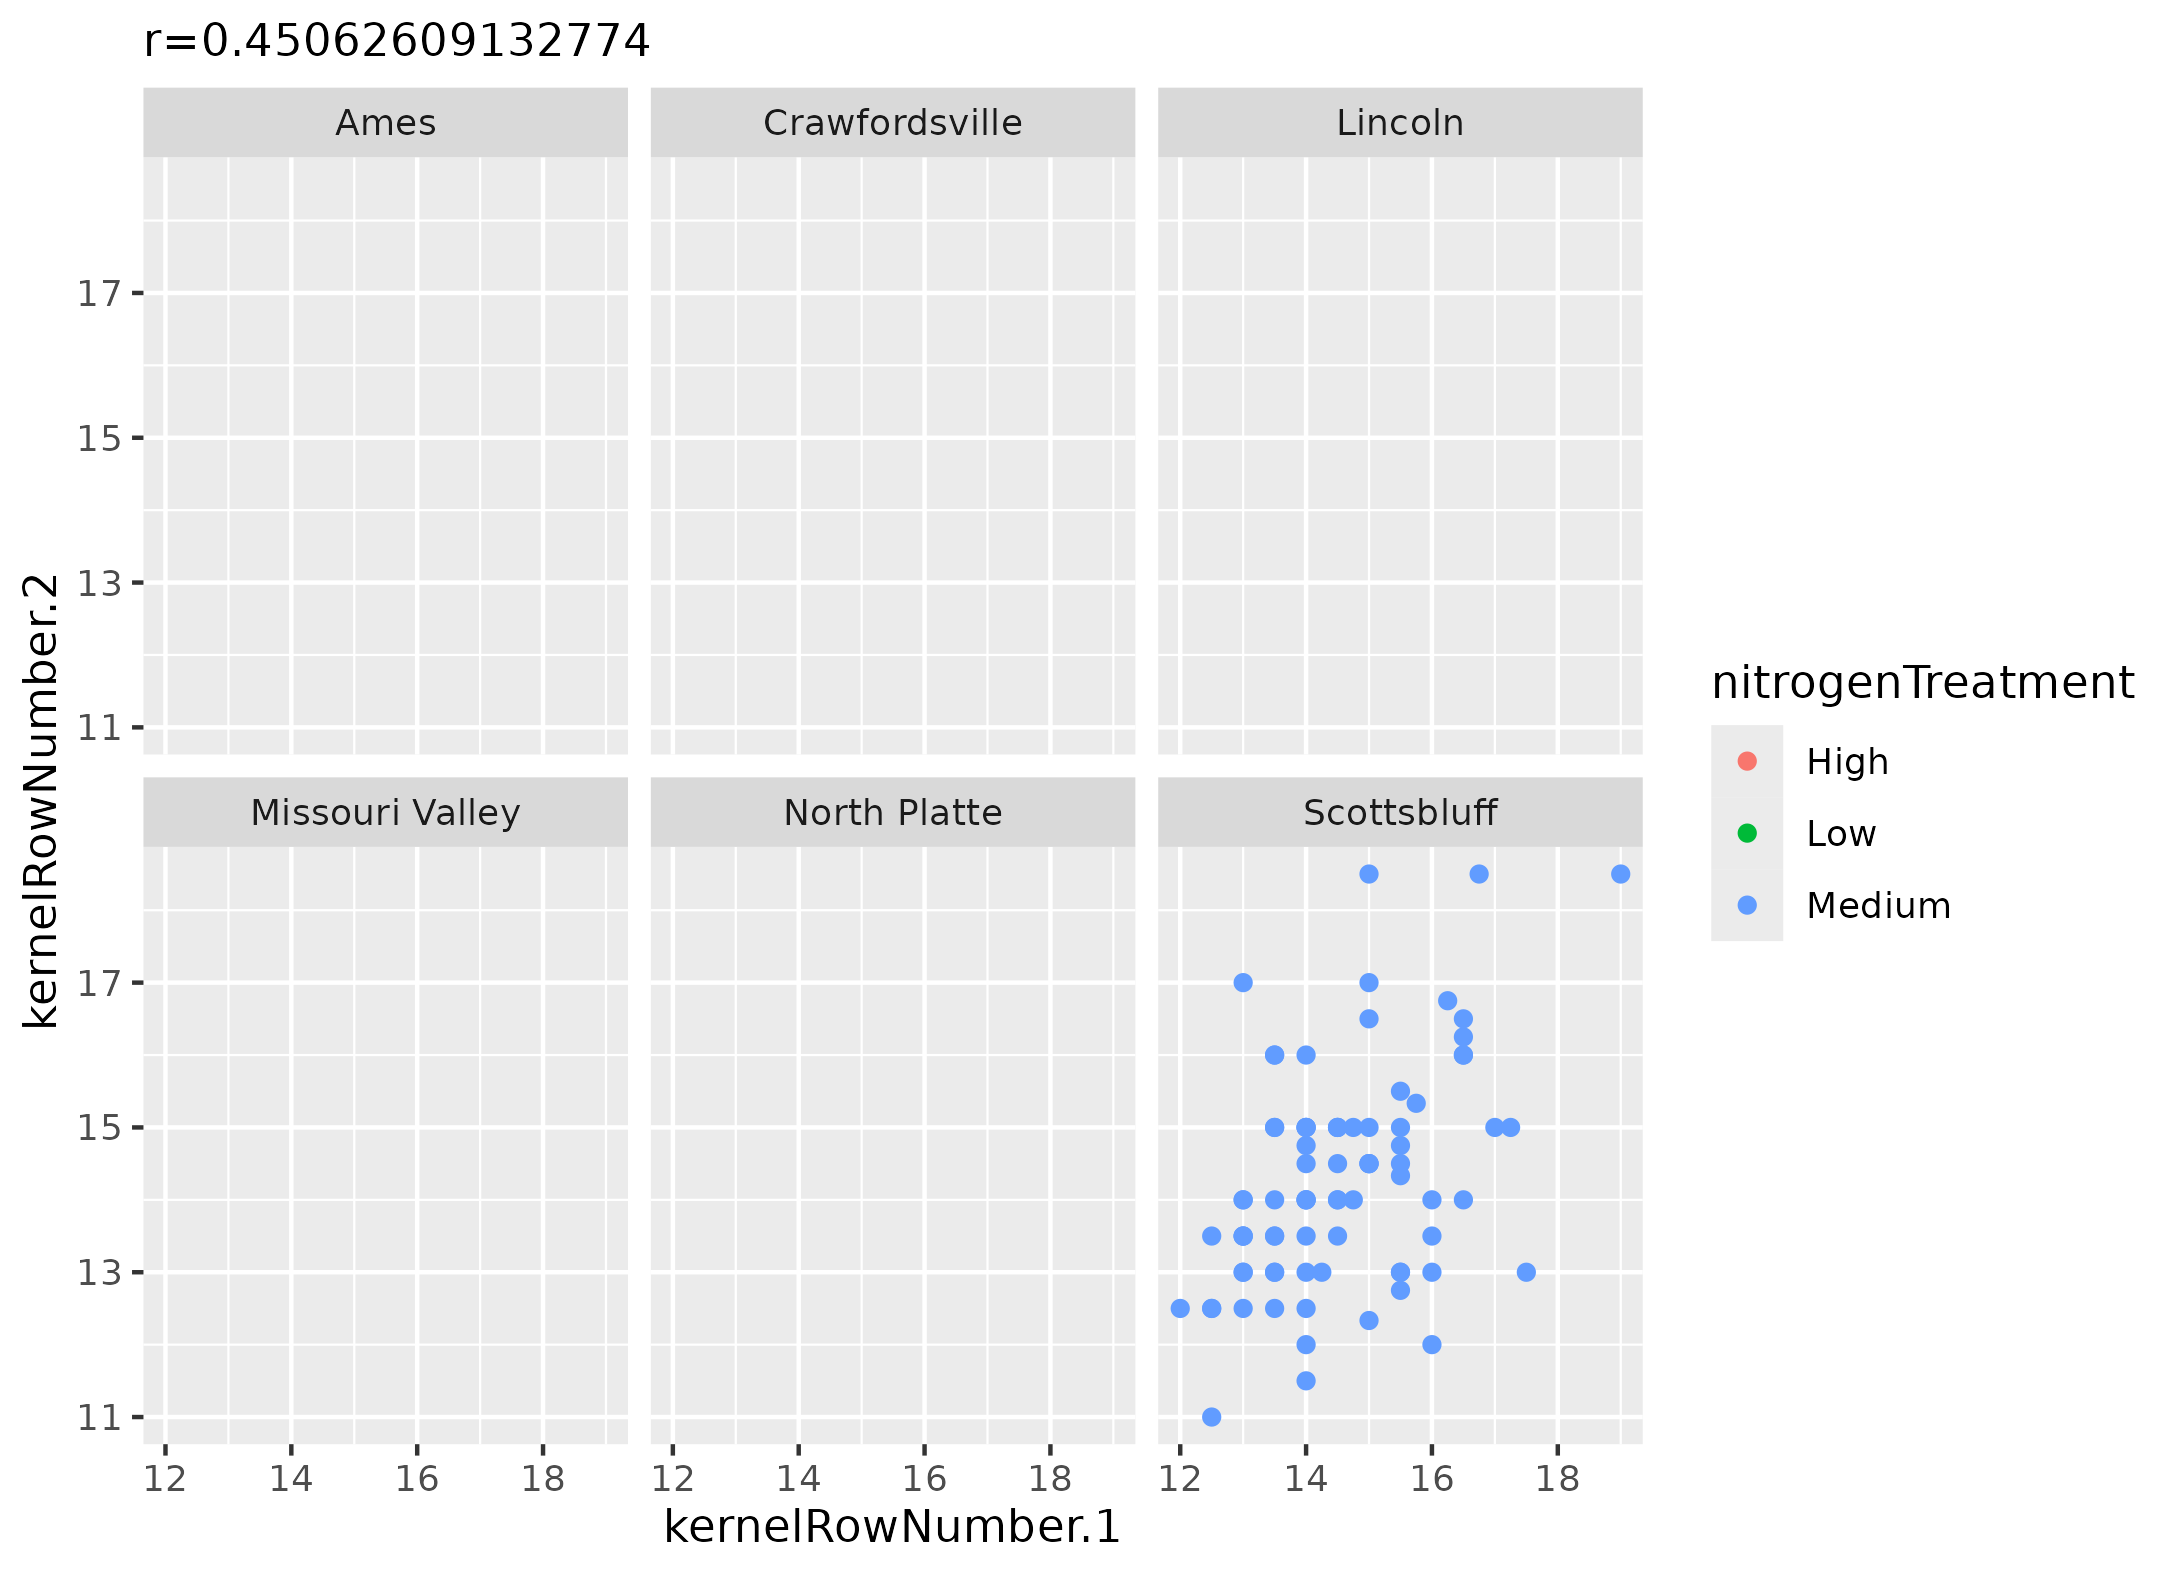 r=0.45062609132774
Ames
Crawfordsville
Lincoln
17
15
13
11
kernelRowNumber.2
Missouri Valley
North Platte
Scottsbluff
17
15
13
11
12 14 16 18
12 14 16 18
12 14 16 18
kernelRowNumber.1
nitrogenTreatment
High
Low
Medium